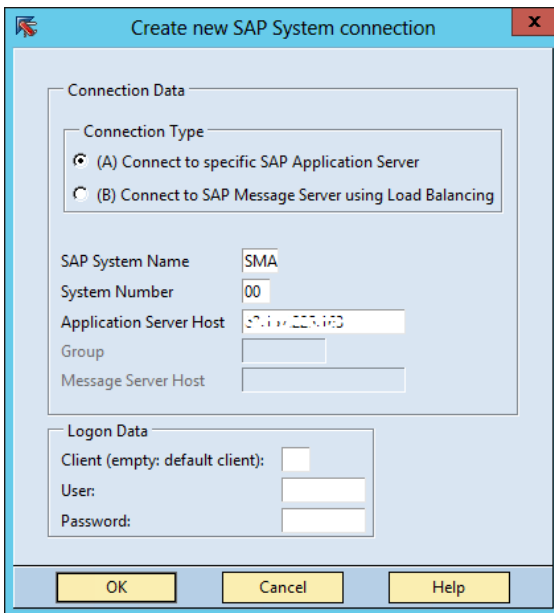 Create new SAP System connection
x
Connection Data
Connection Type
(A) Connect to specific SAP Application Server
(B) Connect to SAP Message Server using Load Balancing
SAP System Name SMA
System Number 00
Application Server Host
Group
Message Server Host
Logon Data
Client (empty: default client):
User:
Password:
OK Cancel Help